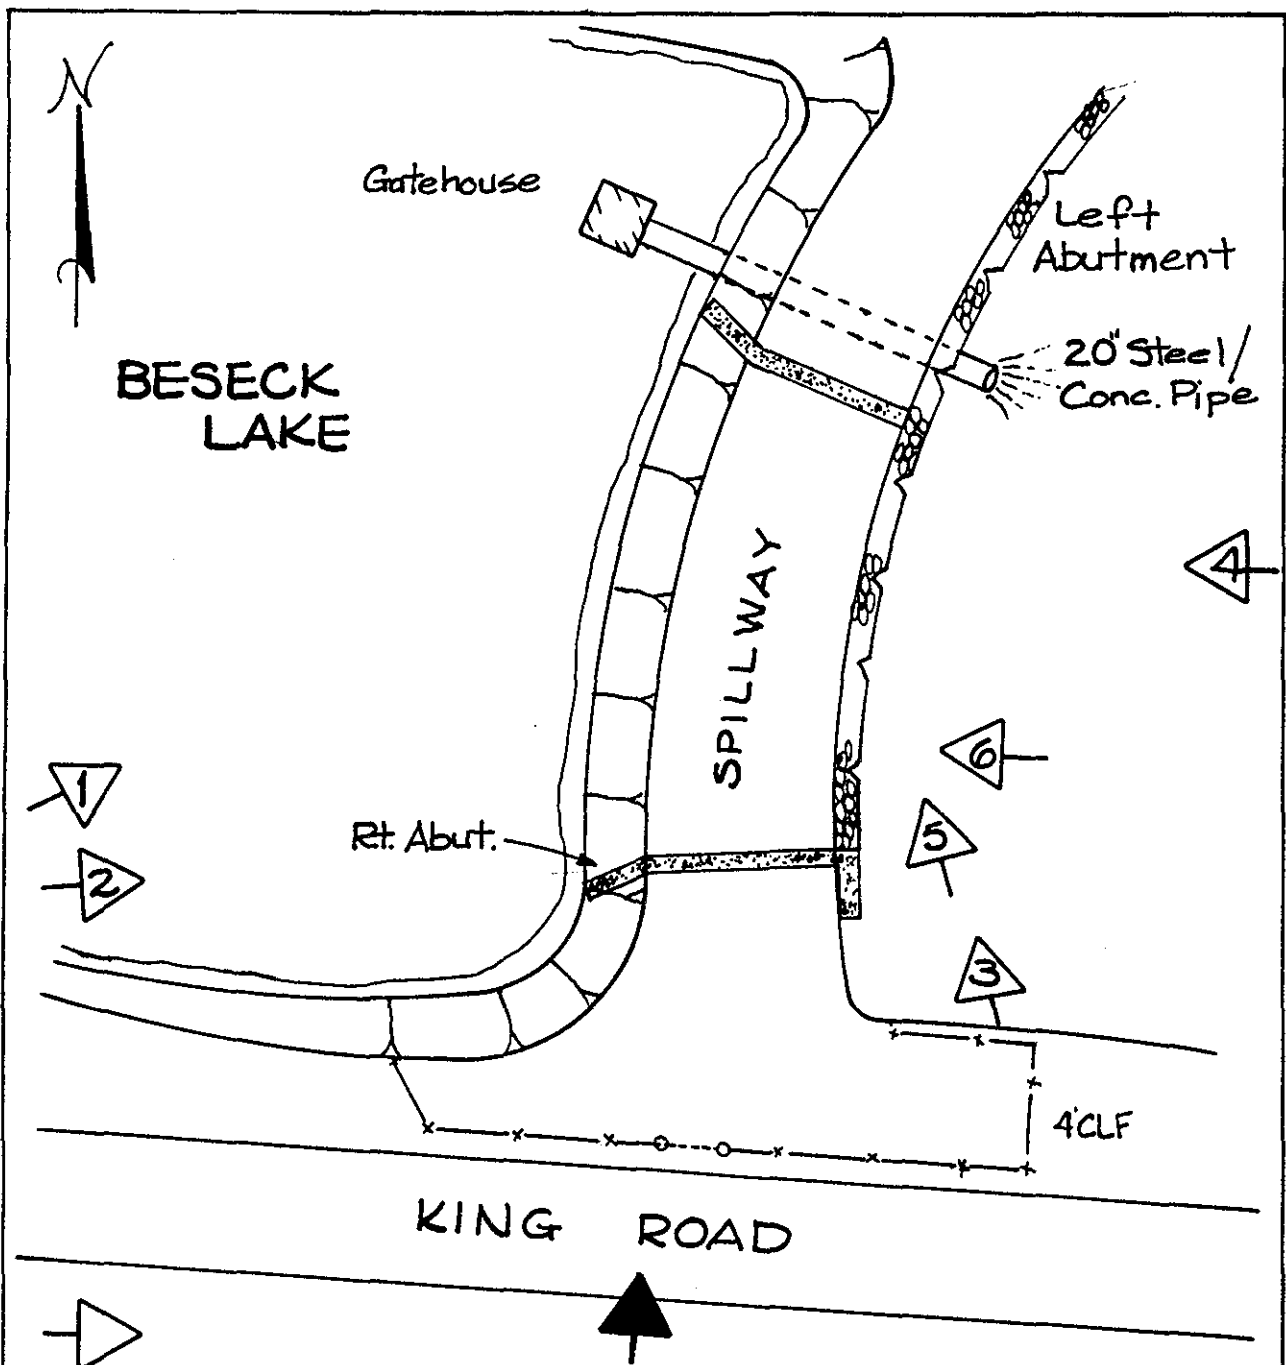 N
Gatehouse
Left
Abutment
20" Steel/
Conc. Pipe
BESECK
LAKE
SPILLWAY
4
6
1
5
Rt. Abut.
2
3
4'CLF
KING ROAD